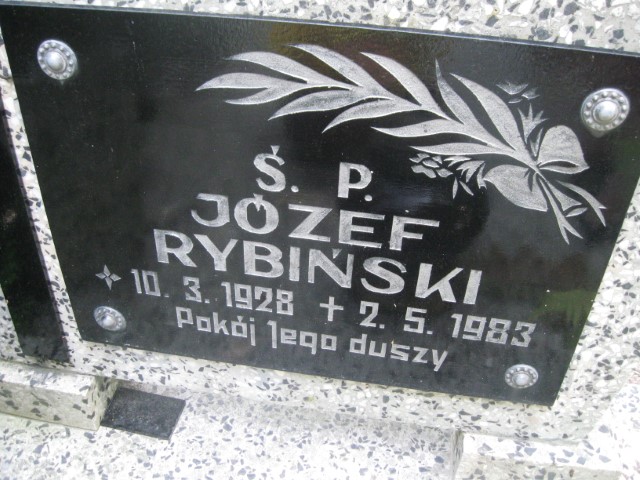 Ś. P.
JÓZEF
RYBIŃSKI
10. 3. 1928 + 2. 5. 1983
Pokój Jego duszy